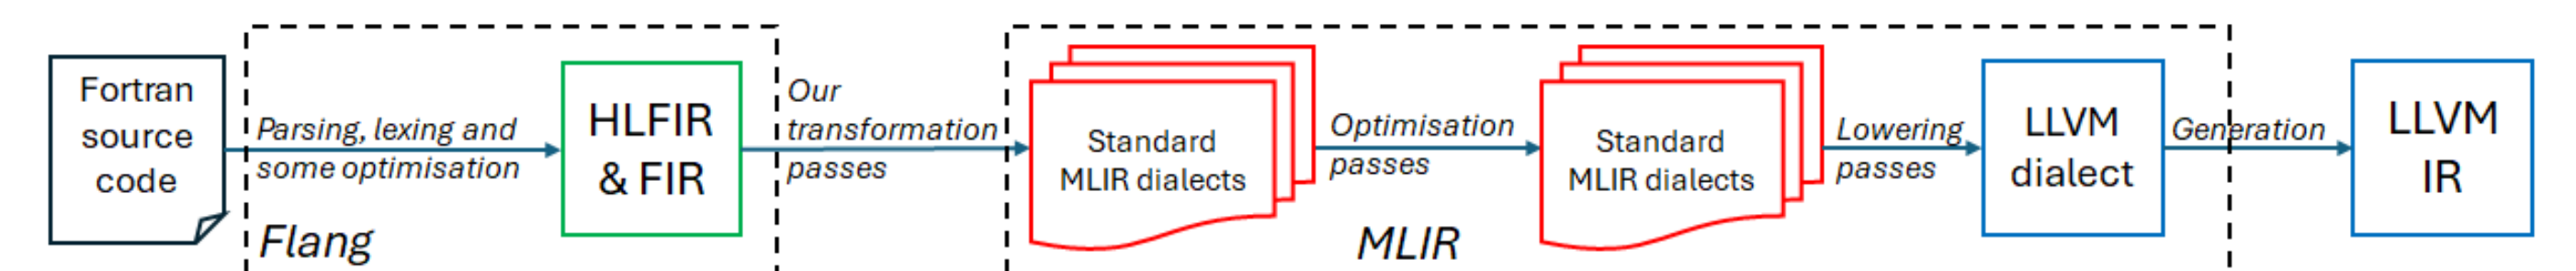 Fortran
source
code
Parsing, lexing and
some optimisation
Flang
HLFIR
& FIR
Our
transformation
passes
Standard
MLIR dialects
Optimisation
passes
MLIR
Standard
MLIR dialects
Lowering
passes
LLVM
dialect
Generation
LLVM
IR